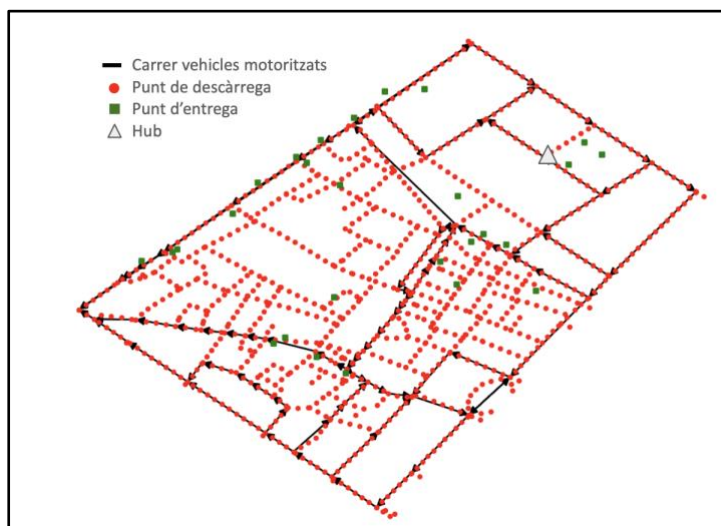 Carrer vehicles motoritzats
Punt de descàrrega
Punt d'entrega
Hub